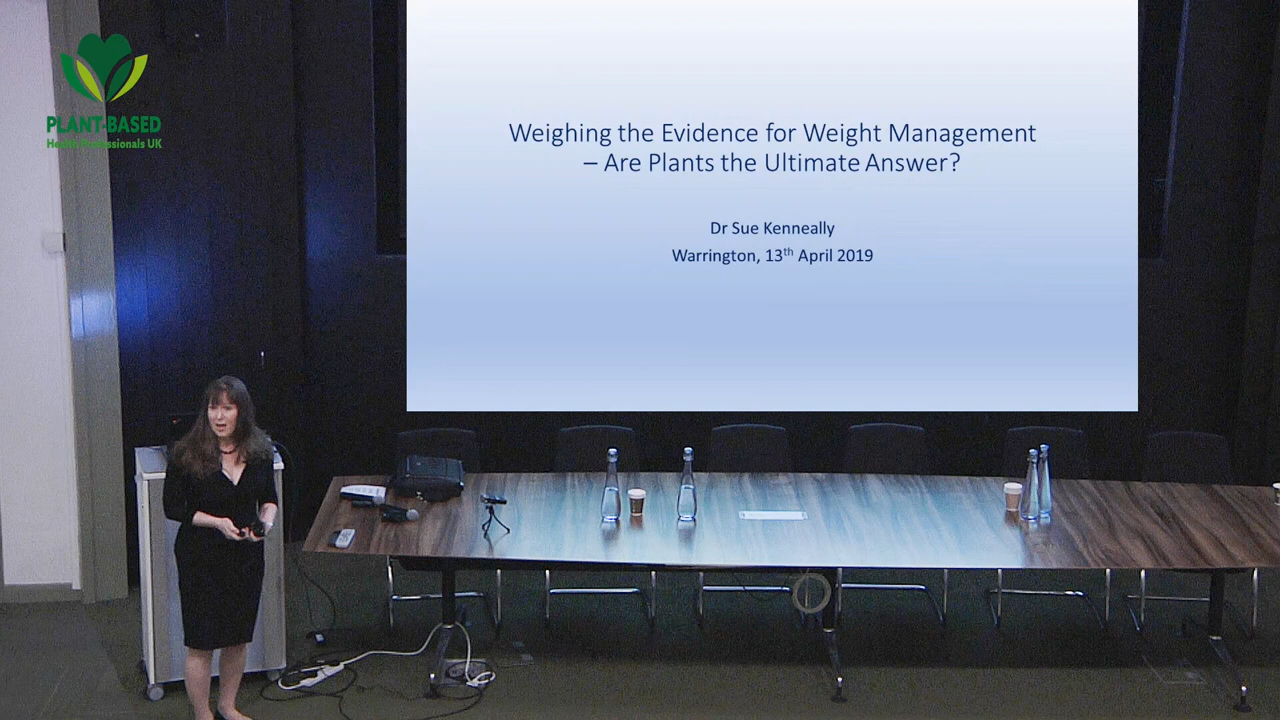 PLANT-BASED
Health Professionals UK
Weighing the Evidence for Weight Management
– Are Plants the Ultimate Answer?
Dr Sue Kenneally
Warrington, 13th April 2019